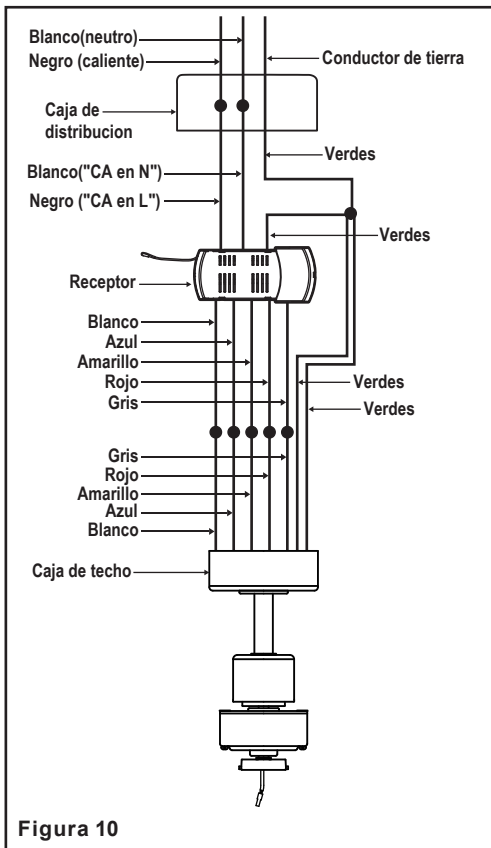 Blanco(neutro)
Negro (caliente)
Conductor de tierra
Caja de
distribucion
Verdes
Blanco("CA en N")
Negro ("CA en L")
Verdes
Receptor
Blanco
Azul
Amarillo
Rojo
Verdes
Gris
Verdes
Gris
Rojo
Amarillo
Azul
Blanco
Caja de techo
Figura 10